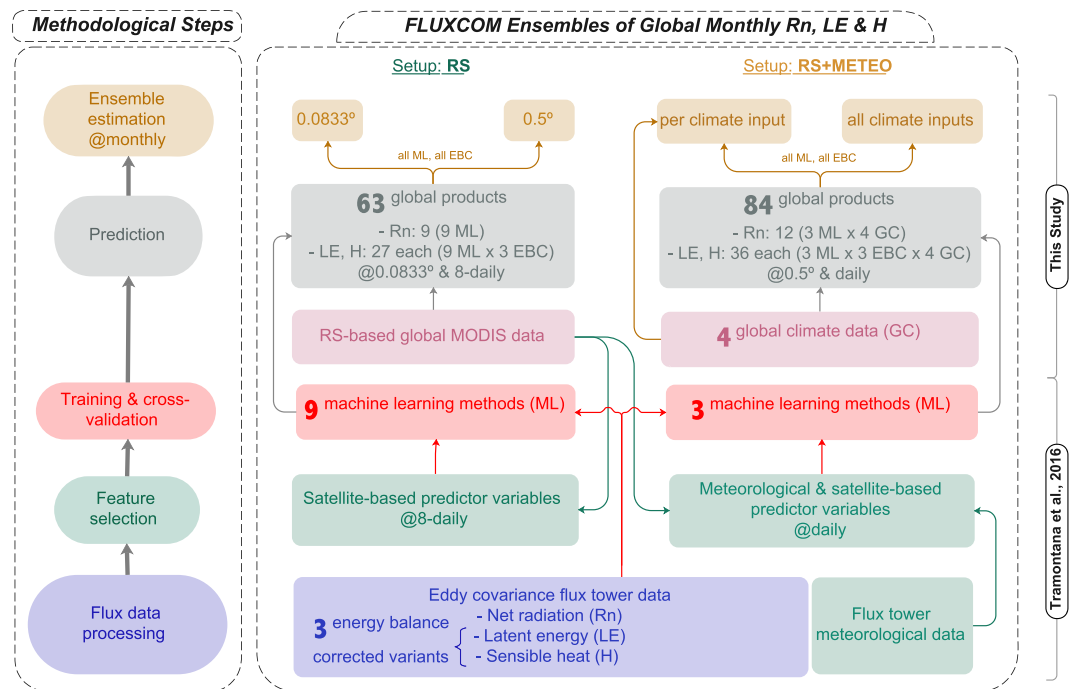 Methodological Steps
FLUXCOM Ensembles of Global Monthly Rn, LE & H
Ensemble
estimation
@monthly
Prediction
Training & cross-
validation
Feature
selection
Flux data
processing
Setup: RS
0.0833º
0.5º
all ML, all EBC
63 global products
- Rn: 9 (9 ML)
- LE, H: 27 each (9 ML x 3 EBC)
@0.0833º & 8-daily
RS-based global MODIS data
9 machine learning methods (ML)
Satellite-based predictor variables
@8-daily
Setup: RS+METEO
per climate input
all climate inputs
all ML, all EBC
84 global products
- Rn: 12 (3 ML x 4 GC)
- LE, H: 36 each (3 ML x 3 EBC x 4 GC)
@0.5º & daily
4 global climate data (GC)
3 machine learning methods (ML)
Meteorological & satellite-based
predictor variables
@daily
Eddy covariance flux tower data
3 energy balance
corrected variants
- Net radiation (Rn)
- Latent energy (LE)
- Sensible heat (H)
Flux tower
meteorological data
This Study
Tramontana et al., 2016